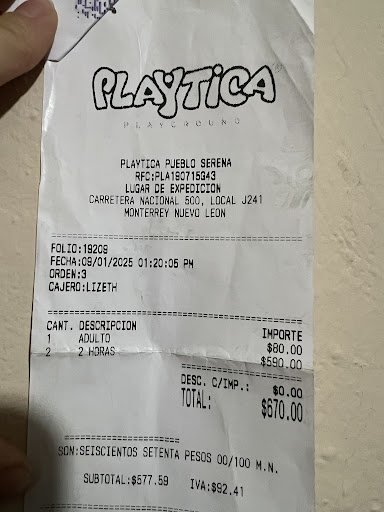 PLAYTICA
PLAYGROUND
PLAYTICA PUEBLO SERENA
RFC:PLA190715G43
LUGAR DE EXPEDICION
CARRETERA NACIONAL 500, LOCAL J241
MONTERREY NUEVO LEON
FOLIO:19209
FECHA:09/01/2025 01:20:05 PM
ORDEN:3
CAJERO:LIZETH
CANT. DESCRIPCION IMPORTE
1 ADULTO $80.00
2 2 HORAS $590.00
DESC. C/IMP.: $0.00
TOTAL: $670.00
SON:SEISCIENTOS SETENTA PESOS 00/100 M.N.
SUBTOTAL:$577.59 IVA:$92.41